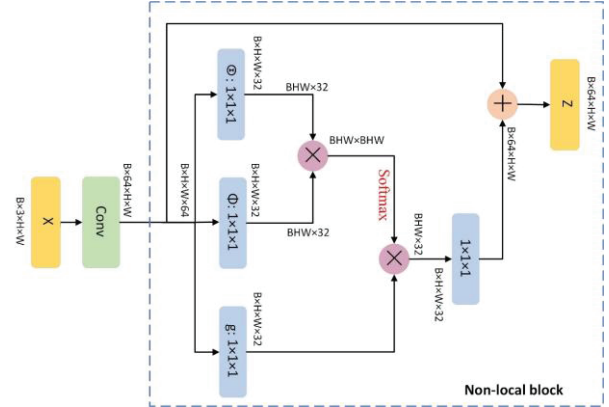 X
B×3×H×W
Conv
B×64×H×W
B×H×W×64
Θ: 1×1×1
B×H×W×32
BHW×32
Φ: 1×1×1
B×H×W×32
BHW×32
g: 1×1×1
B×H×W×32
BHW×BHW
Softmax
BHW×32
B×H×W×32
1×1×1
B×64×H×W
Z
B×64×H×W
Non-local block